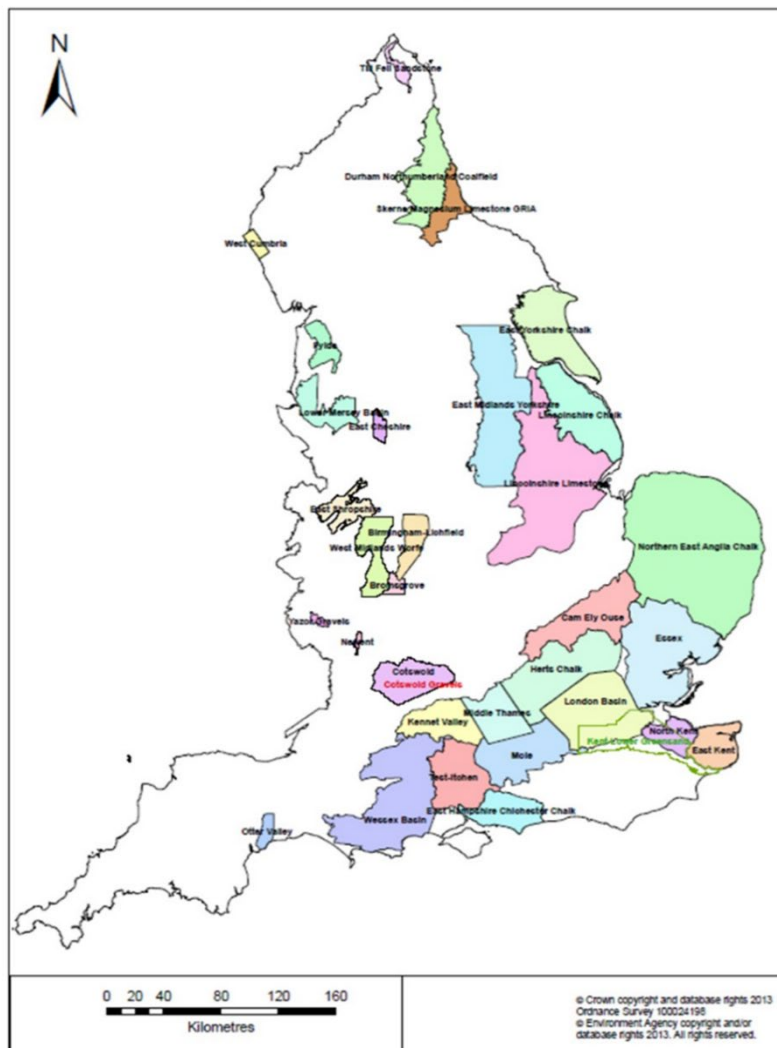 N
Till Fell Sandstone
Durham Northumberland Coalfield
Skerne Magnesium Limestone GRIA
West Cumbria
East Yorkshire Chalk
Fylde
East Midlands Yorkshire
Lower Mersey Basin
Lincolnshire Chalk
East Cheshire
Lincolnshire Limestone
East Shropshire
Birmingham-Lichfield
West Midlands Worfe
Northern East Anglia Chalk
Bromsgrove
Yazor Gravels
Cam Ely Ouse
Newent
Essex
Herts Chalk
Cotswold
Cotswold Gravels
London Basin
Middle Thames
Kennet Valley
North Kent
Kent Lower Greensand
East Kent
Mole
Test-Itchen
East Hampshire Chichester Chalk
Wessex Basin
Otter Valley
0 20 40 80 120 160
Kilometres
© Crown copyright and database rights 2013
Ordnance Survey 100024198
© Environment Agency copyright and/or
database rights 2013. All rights reserved.